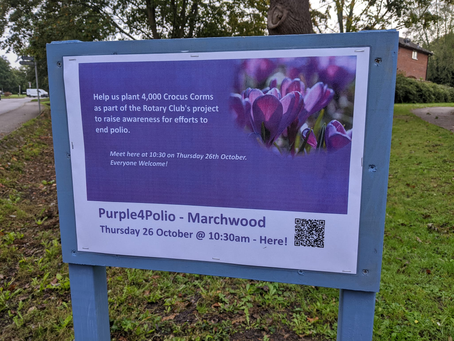 Help us plant 4,000 Crocus Corms
as part of the Rotary Club's project
to raise awareness for efforts to
end polio.
Meet here at 10:30 on Thursday 26th October.
Everyone Welcome!
Purple4Polio - Marchwood
Thursday 26 October @ 10:30am - Here!